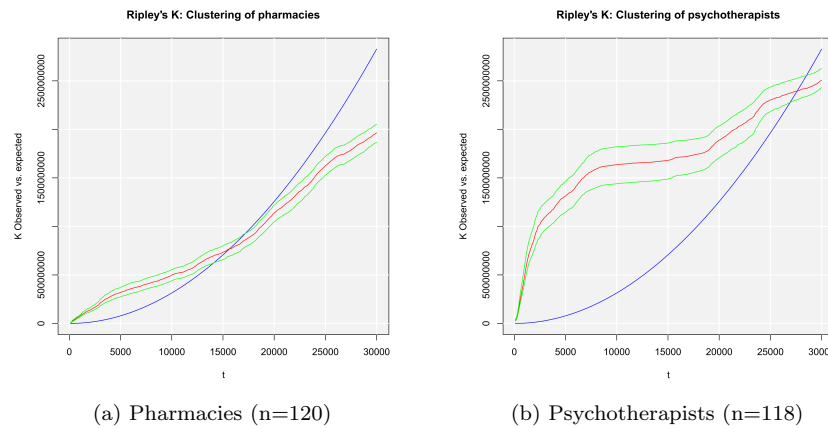 Ripley's K: Clustering of pharmacies
K Observed vs. expected
2500000000
1500000000
500000000
0
0 5000 10000 15000 20000 25000 30000
t
(a) Pharmacies (n=120)
Ripley's K: Clustering of psychotherapists
K Observed vs. expected
2500000000
1500000000
500000000
0
0 5000 10000 15000 20000 25000 30000
t
(b) Psychotherapists (n=118)